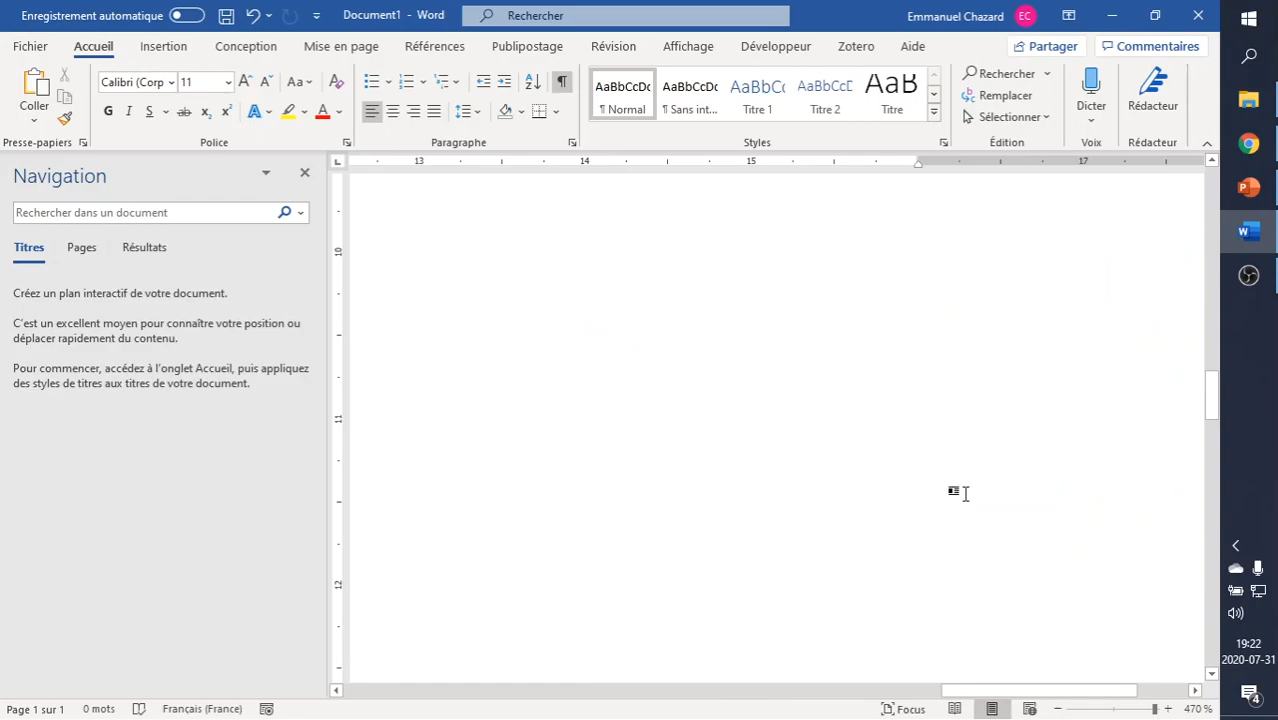 Enregistrement automatique
Document1 - Word
Rechercher
Emmanuel Chazard
EC
Fichier Accueil Insertion Conception Mise en page Références Publipostage Révision Affichage Développeur Zotero Aide
Partager
Commentaires
Coller
Calibri (Corp
11
Aa
G I S ab x₂ x² A A
AaBbCcDc AaBbCcDc AaBbCc AaBbCcD AaB
¶ Normal ¶ Sans int... Titre 1 Titre 2 Titre
Rechercher
Remplacer
Sélectionner
Dicter
Rédacteur
Presse-papiers Police Paragraphe Styles Édition Voix Rédacteur
13 14 15 17
Navigation
Rechercher dans un document
Titres Pages Résultats
Créez un plan interactif de votre document.
C'est un excellent moyen pour connaître votre position ou
déplacer rapidement du contenu.
Pour commencer, accédez à l'onglet Accueil, puis appliquez
des styles de titres aux titres de votre document.
10
11
12
19:22
2020-07-31
4
Page 1 sur 1 0 mots Français (France)
Focus
470 %